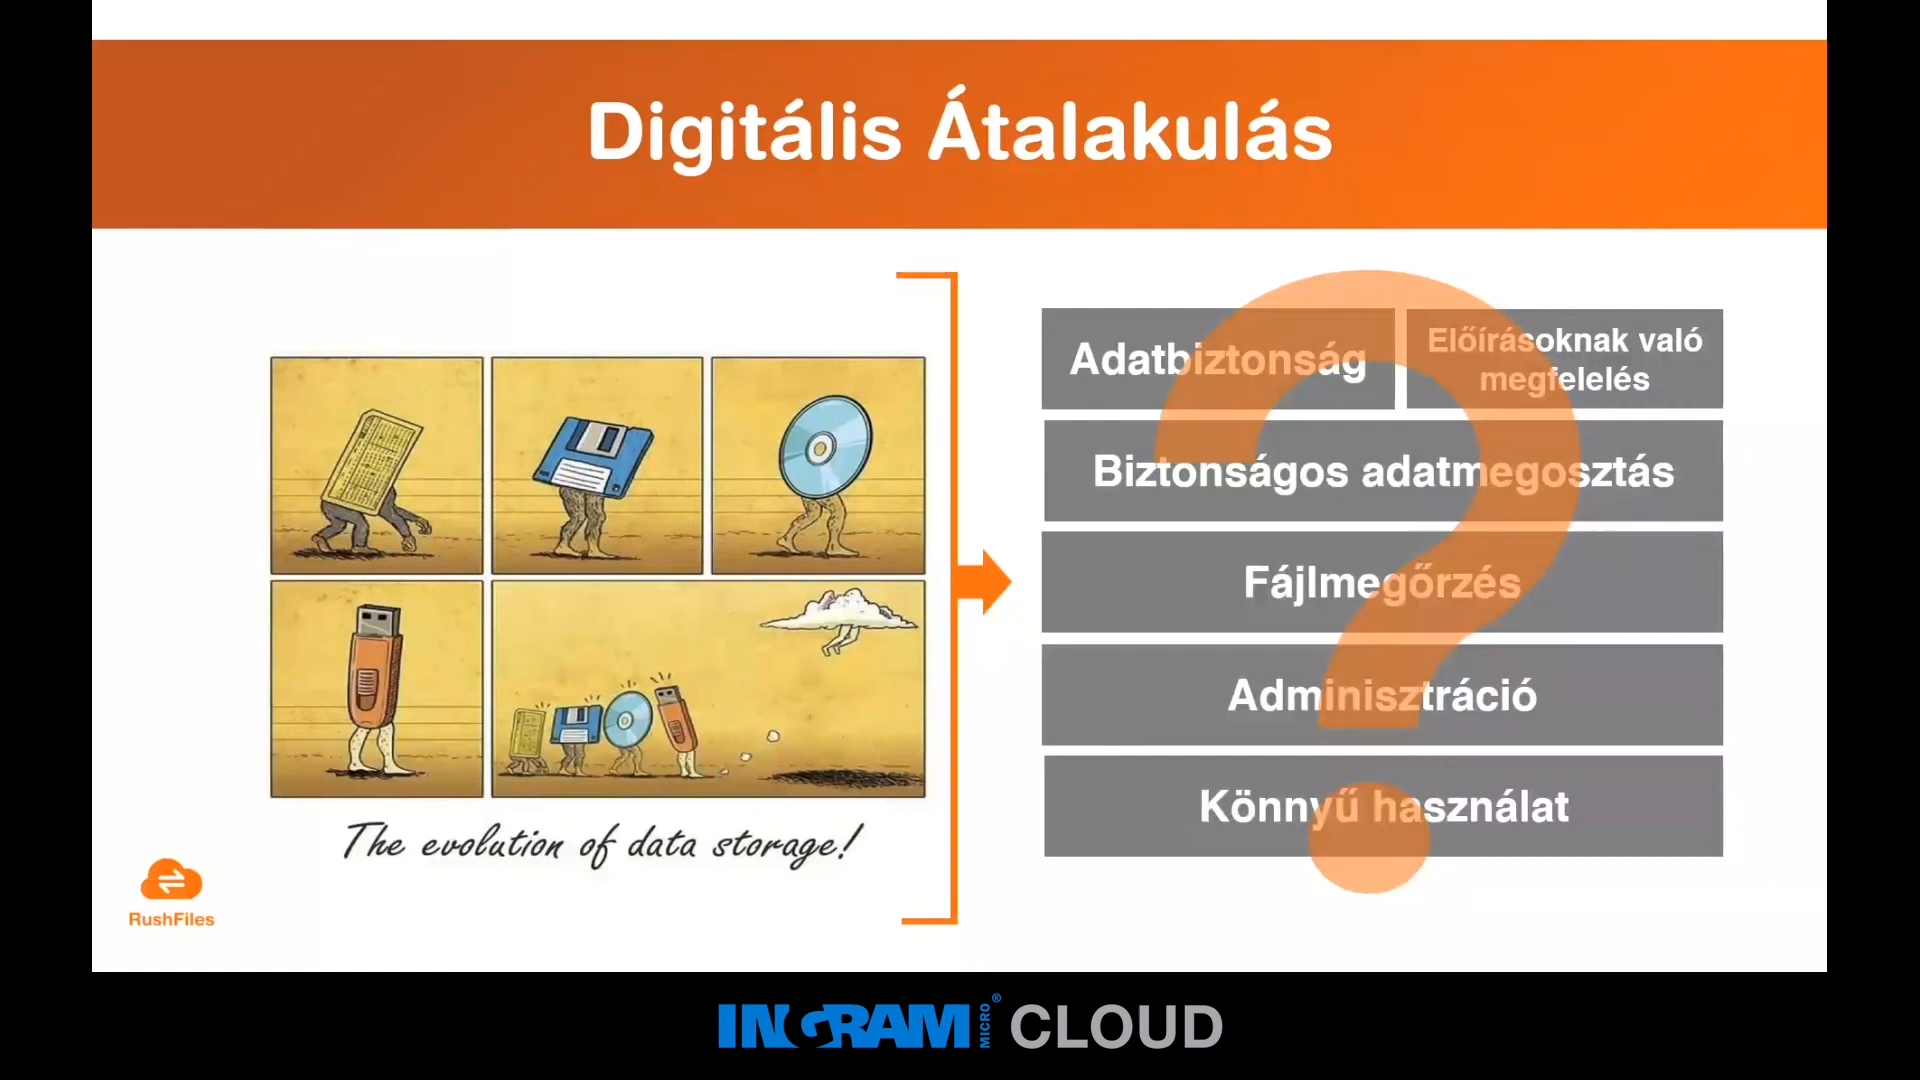 Digitális Átalakulás
Adatbiztonság
Előírásoknak való
megfelelés
Biztonságos adatmegosztás
Fájlmegőrzés
Adminisztráció
Könnyű használat
The evolution of data storage!
RushFiles
INGRAM MICRO® CLOUD